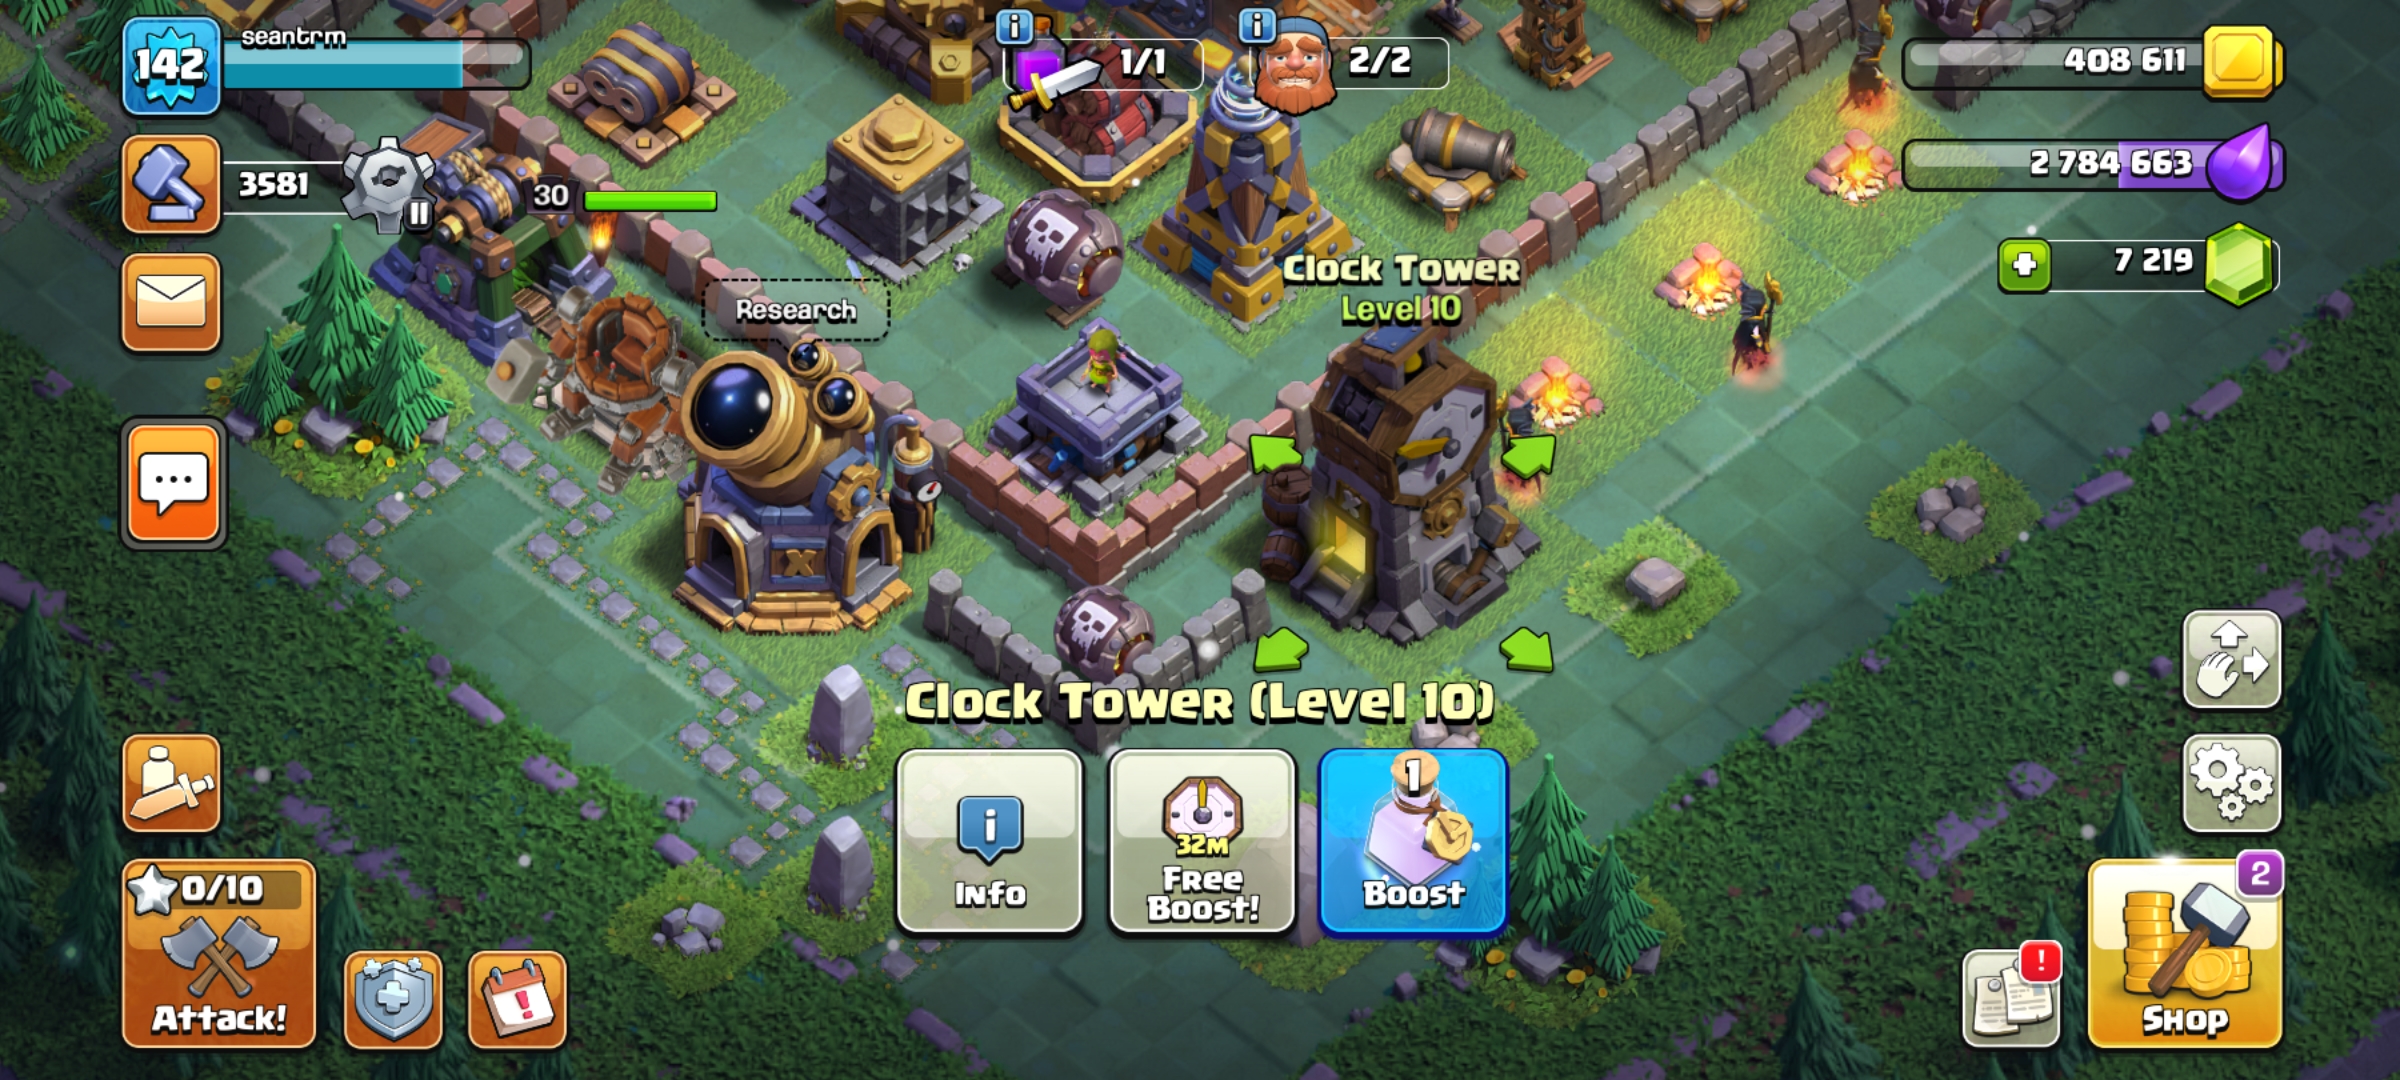 142
seantrm
1/1
2/2
408 611
3581
30
2 784 663
7 219
Clock Tower
Level 10
Research
Clock Tower (Level 10)
i
Info
32M
Free
Boost!
1
Boost
0/10
Attack!
!
!
2
Shop